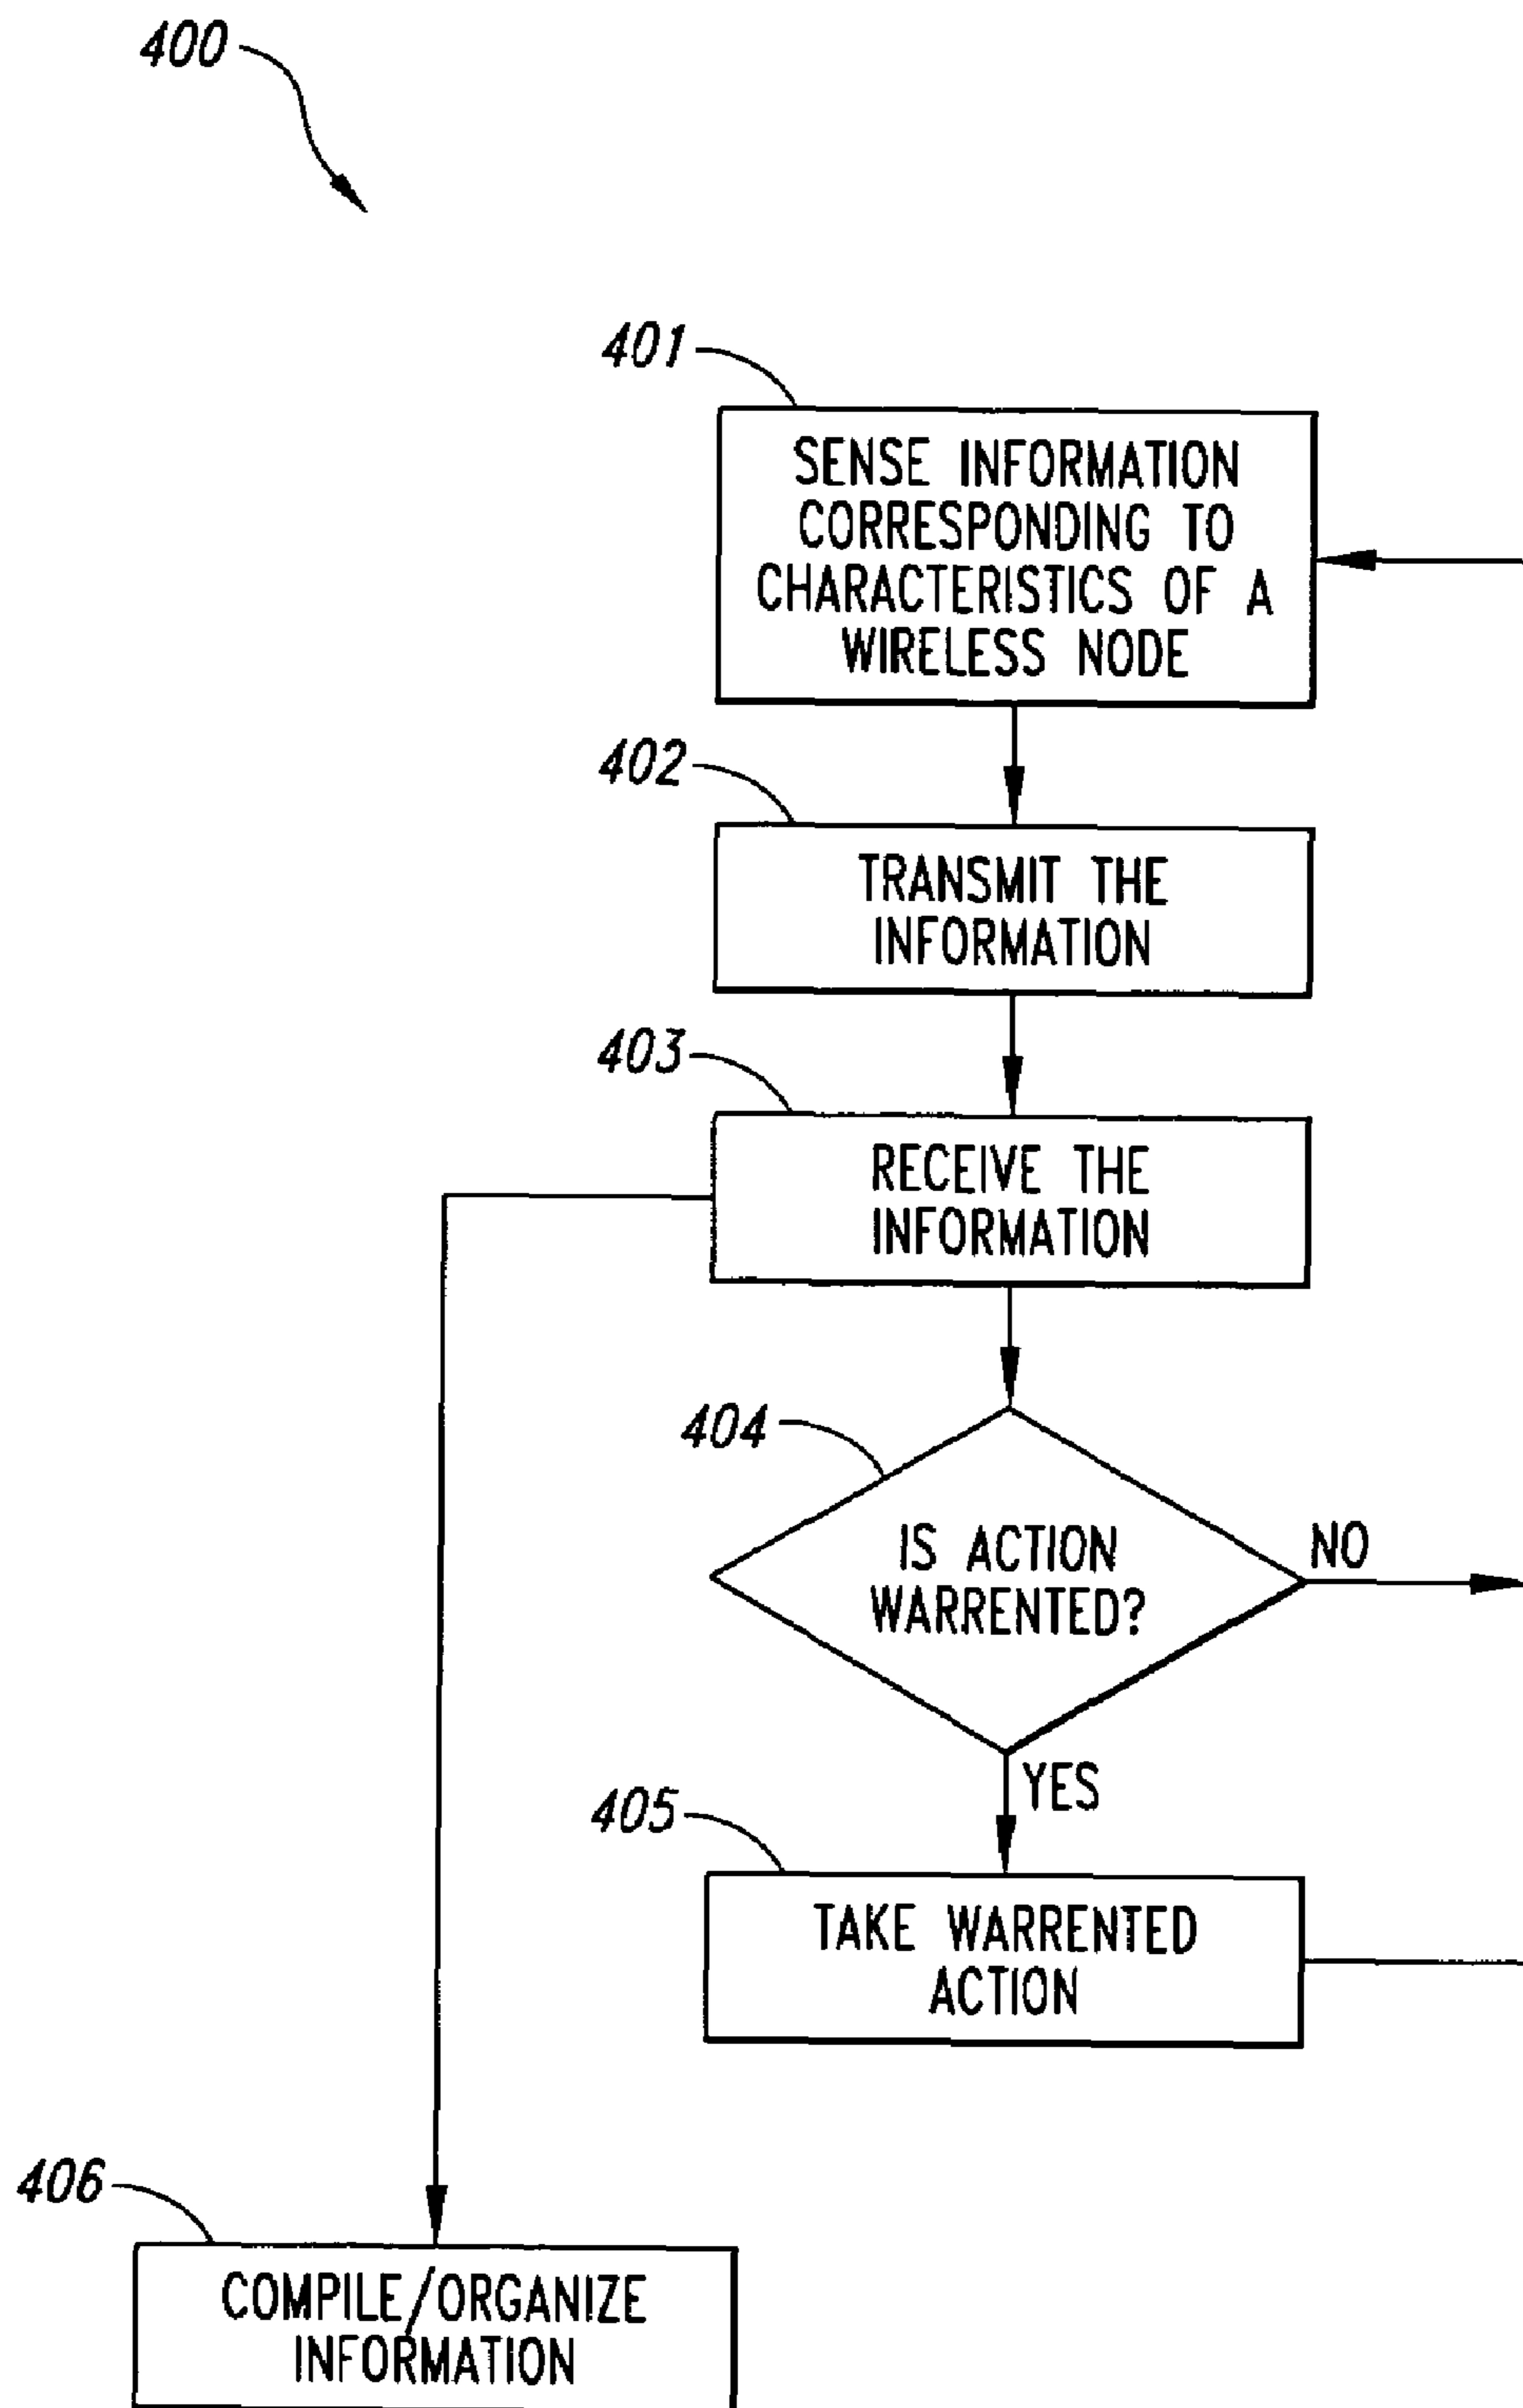 400
401
SENSE INFORMATION
CORRESPONDING TO
CHARACTERISTICS OF A
WIRELESS NODE
402
TRANSMIT THE
INFORMATION
403
RECEIVE THE
INFORMATION
404
IS ACTION
WARRENTED?
NO
YES
405
TAKE WARRENTED
ACTION
406
COMPILE/ORGANIZE
INFORMATION